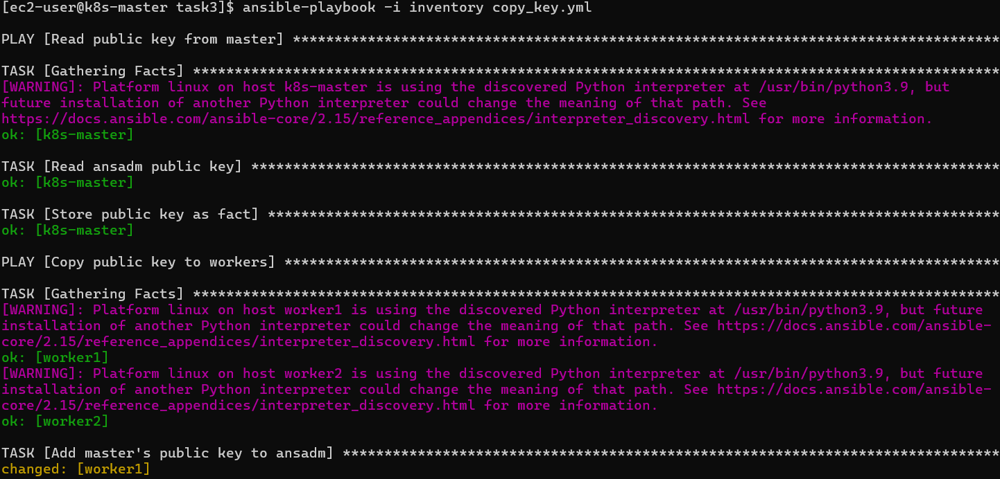 [ec2-user@k8s-master task3]$ ansible-playbook -i inventory copy_key.yml
PLAY [Read public key from master] *************************************************************************************
TASK [Gathering Facts] *************************************************************************************************
[WARNING]: Platform linux on host k8s-master is using the discovered Python interpreter at /usr/bin/python3.9, but
future installation of another Python interpreter could change the meaning of that path. See
https://docs.ansible.com/ansible-core/2.15/reference_appendices/interpreter_discovery.html for more information.
ok: [k8s-master]
TASK [Read ansadm public key] ******************************************************************************************
ok: [k8s-master]
TASK [Store public key as fact] ****************************************************************************************
ok: [k8s-master]
PLAY [Copy public key to workers] **************************************************************************************
TASK [Gathering Facts] *************************************************************************************************
[WARNING]: Platform linux on host worker1 is using the discovered Python interpreter at /usr/bin/python3.9, but future
installation of another Python interpreter could change the meaning of that path. See https://docs.ansible.com/ansible-
core/2.15/reference_appendices/interpreter_discovery.html for more information.
ok: [worker1]
[WARNING]: Platform linux on host worker2 is using the discovered Python interpreter at /usr/bin/python3.9, but future
installation of another Python interpreter could change the meaning of that path. See https://docs.ansible.com/ansible-
core/2.15/reference_appendices/interpreter_discovery.html for more information.
ok: [worker2]
TASK [Add master's public key to ansadm] *******************************************************************************
changed: [worker1]